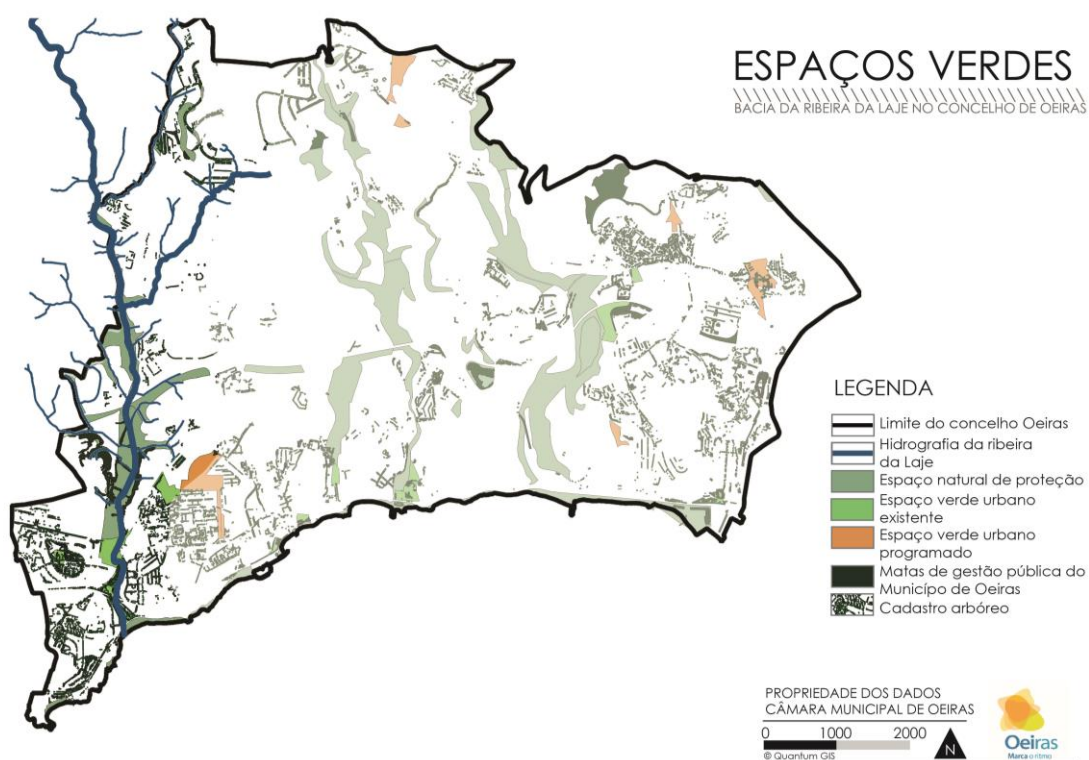 ESPAÇOS VERDES
BACIA DA RIBEIRA DA LAJE NO CONCELHO DE OEIRAS
LEGENDA
Limite do concelho Oeiras
Hidrografia da ribeira
da Laje
Espaço natural de proteção
Espaço verde urbano
existente
Espaço verde urbano
programado
Matas de gestão pública do
Municípo de Oeiras
Cadastro arbóreo
PROPRIEDADE DOS DADOS
CÂMARA MUNICIPAL DE OEIRAS
0 1000 2000
© Quantum GIS
N
Oeiras
Marca o ritmo